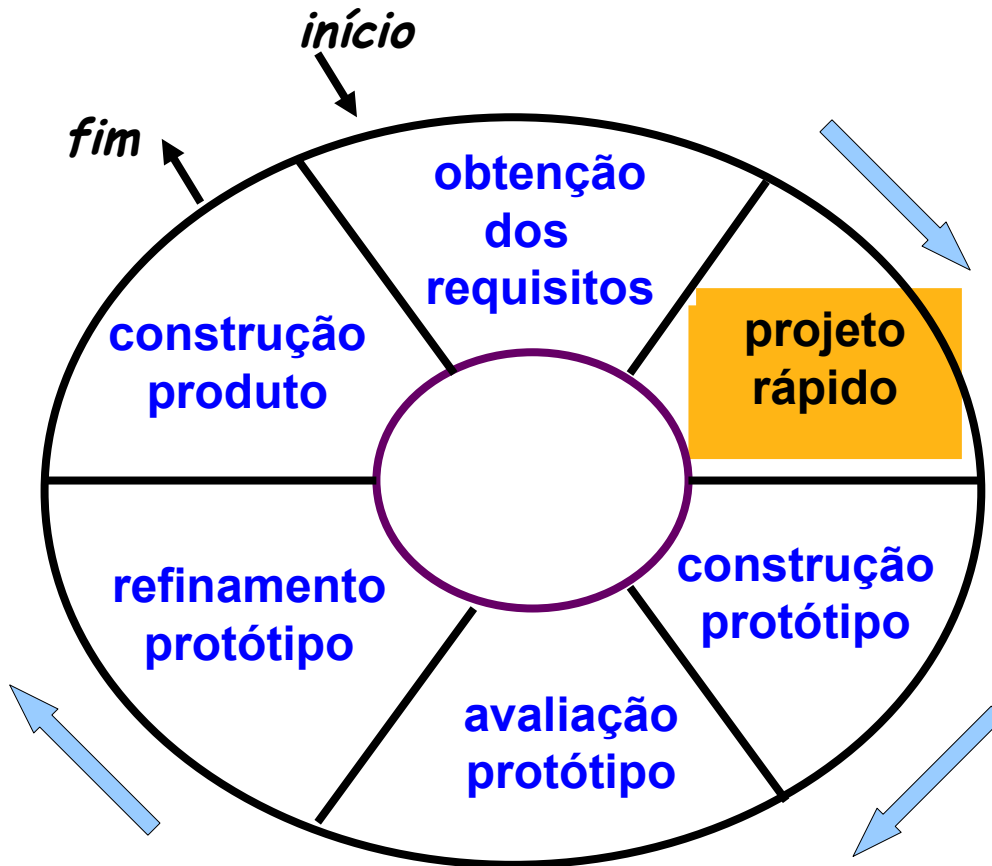 início
fim
obtenção
dos
requisitos
projeto
rápido
construção
protótipo
avaliação
protótipo
refinamento
protótipo
construção
produto